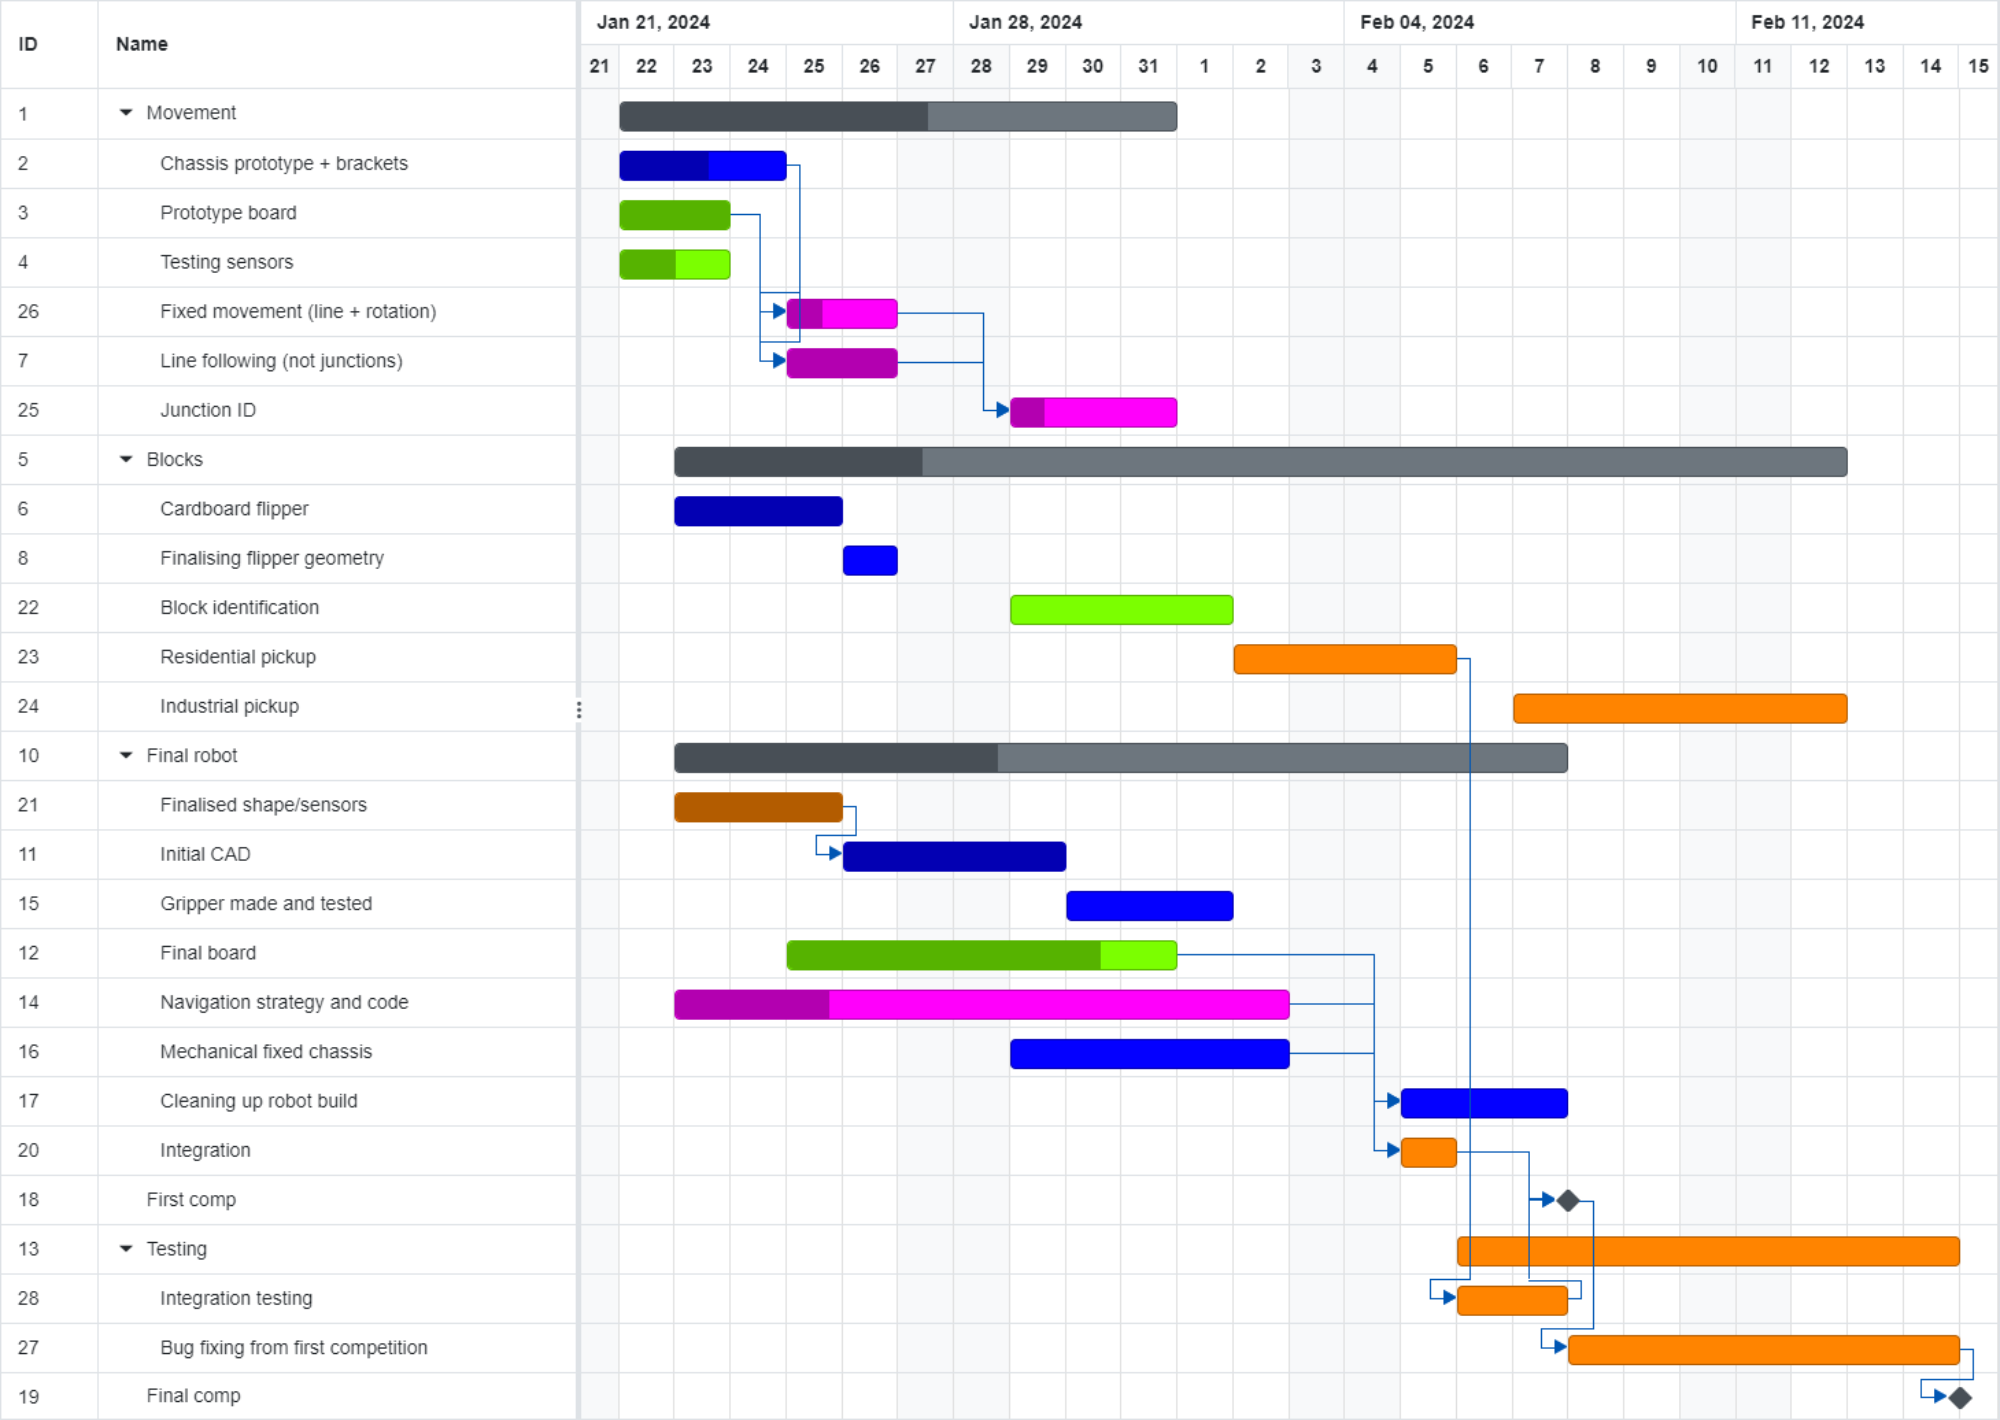 ID Name Jan 21, 2024 Jan 28, 2024 Feb 04, 2024 Feb 11, 2024
21 22 23 24 25 26 27 28 29 30 31 1 2 3 4 5 6 7 8 9 10 11 12 13 14 15
1 Movement
2 Chassis prototype + brackets
3 Prototype board
4 Testing sensors
26 Fixed movement (line + rotation)
7 Line following (not junctions)
25 Junction ID
5 Blocks
6 Cardboard flipper
8 Finalising flipper geometry
22 Block identification
23 Residential pickup
24 Industrial pickup
10 Final robot
21 Finalised shape/sensors
11 Initial CAD
15 Gripper made and tested
12 Final board
14 Navigation strategy and code
16 Mechanical fixed chassis
17 Cleaning up robot build
20 Integration
18 First comp
13 Testing
28 Integration testing
27 Bug fixing from first competition
19 Final comp